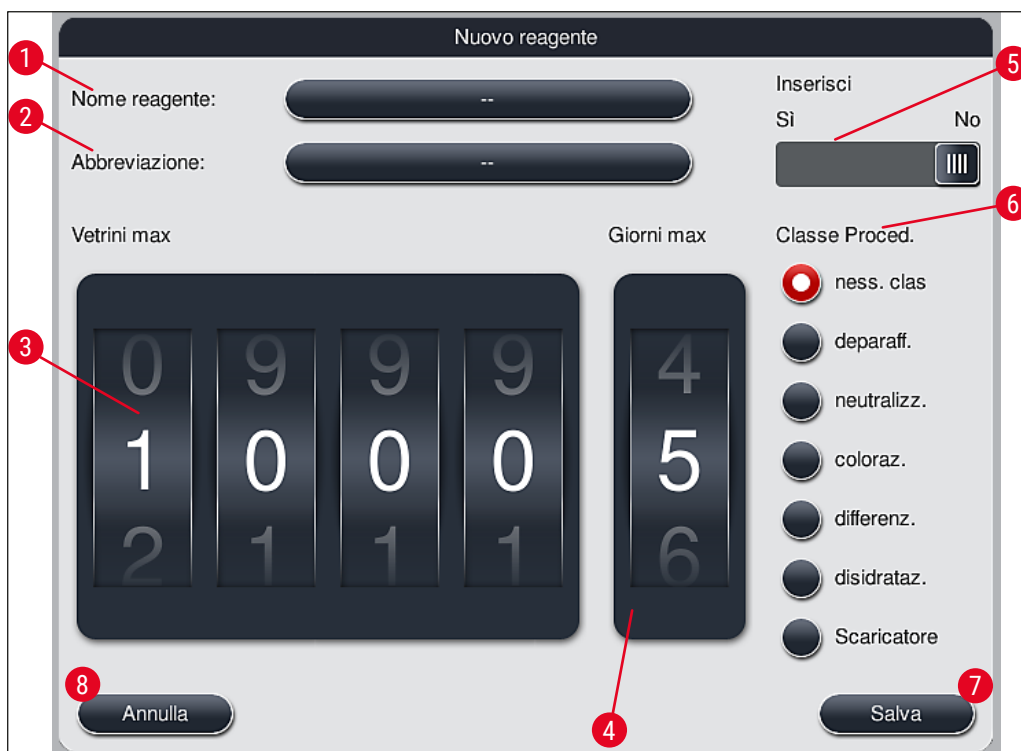 Nuovo reagente
1
Nome reagente:
--
2
Abbreviazione:
--
Inserisci
5
Sì No
6
Vetrini max
Giorni max
Classe Proced.
3
0 9 9 9
1 0 0 0
2 1 1 1
4
5
6
4
ness. clas
deparaff.
neutralizz.
coloraz.
differenz.
disidrataz.
Scaricatore
8
Annulla
7
Salva